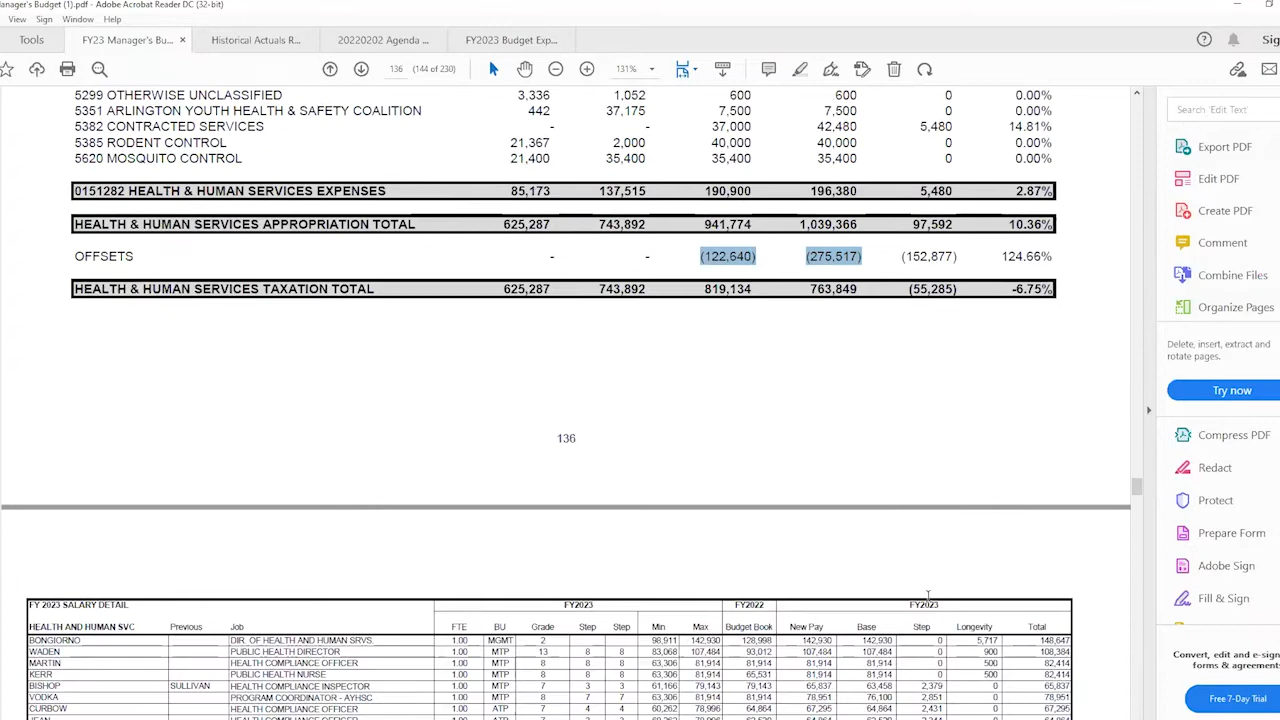 anager's Budget (1).pdf - Adobe Acrobat Reader DC (32-bit)
View Sign Window Help
Tools FY23 Manager's Bu... × Historical Actuals R... 20220202 Agenda ... FY2023 Budget Exp... Sig
136 (144 of 230) 131%
5299 OTHERWISE UNCLASSIFIED 3,336 1,052 600 600 0 0.00%
5351 ARLINGTON YOUTH HEALTH & SAFETY COALITION 442 37,175 7,500 7,500 0 0.00%
5382 CONTRACTED SERVICES - - 37,000 42,480 5,480 14.81%
5385 RODENT CONTROL 21,367 2,000 40,000 40,000 0 0.00%
5620 MOSQUITO CONTROL 21,400 35,400 35,400 35,400 0 0.00%
0151282 HEALTH & HUMAN SERVICES EXPENSES 85,173 137,515 190,900 196,380 5,480 2.87%
HEALTH & HUMAN SERVICES APPROPRIATION TOTAL 625,287 743,892 941,774 1,039,366 97,592 10.36%
OFFSETS - - (122,640) (275,517) (152,877) 124.66%
HEALTH & HUMAN SERVICES TAXATION TOTAL 625,287 743,892 819,134 763,849 (55,285) -6.75%
136
FY 2023 SALARY DETAIL FY2023 FY2022 FY2023
HEALTH AND HUMAN SVC Previous Job FTE BU Grade Step Step Min Max Budget Book New Pay Base Step Longevity Total
BONGIORNO DIR. OF HEALTH AND HUMAN SRVS. 1.00 MGMT 2 98,911 142,930 128,998 142,930 142,930 0 5,717 148,647
WADEN PUBLIC HEALTH DIRECTOR 1.00 MTP 13 8 8 83,068 107,484 93,012 107,484 107,484 0 900 108,384
MARTIN HEALTH COMPLIANCE OFFICER 1.00 MTP 8 8 8 63,306 81,914 81,914 81,914 81,914 0 500 82,414
KERR PUBLIC HEALTH NURSE 1.00 MTP 8 8 8 63,306 81,914 65,531 81,914 81,914 0 500 82,414
BISHOP SULLIVAN HEALTH COMPLIANCE INSPECTOR 1.00 MTP 7 3 3 61,166 79,143 79,143 65,837 63,458 2,379 0 65,837
VODKA PROGRAM COORDINATOR - AYHSC 1.00 MTP 8 7 7 63,306 81,914 81,914 78,951 76,100 2,851 0 78,951
CURBOW HEALTH COMPLIANCE OFFICER 1.00 ATP 7 4 4 60,262 78,996 64,864 67,295 64,864 2,431 0 67,295
Search 'Edit Text'
Export PDF
Edit PDF
Create PDF
Comment
Combine Files
Organize Pages
Delete, insert, extract and
rotate pages.
Try now
Compress PDF
Redact
Protect
Prepare Form
Adobe Sign
Fill & Sign
Convert, edit and e-sign
forms & agreements
Free 7-Day Trial